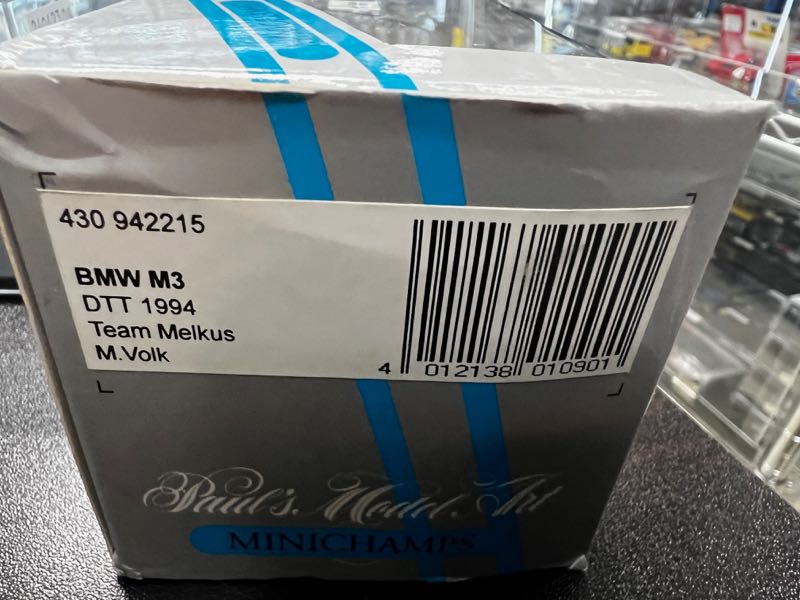 430 942215
BMW M3
DTT 1994
Team Melkus
M.Volk
4 012138 010901
Paul's Model Art
MINICHAMPS